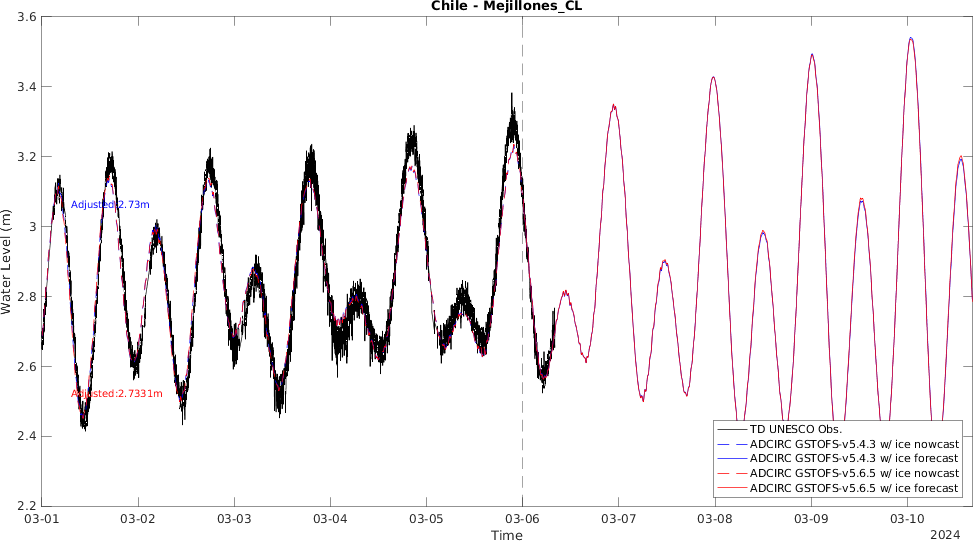 Chile - Mejillones_CL
3.6
3.4
3.2
3
2.8
2.6
2.4
2.2
Water Level (m)
Adjusted:2.73m
Adjusted:2.7331m
TD UNESCO Obs.
ADCIRC GSTOFS-v5.4.3 w/ ice nowcast
ADCIRC GSTOFS-v5.4.3 w/ ice forecast
ADCIRC GSTOFS-v5.6.5 w/ ice nowcast
ADCIRC GSTOFS-v5.6.5 w/ ice forecast
03-01 03-02 03-03 03-04 03-05 03-06 03-07 03-08 03-09 03-10
Time
2024